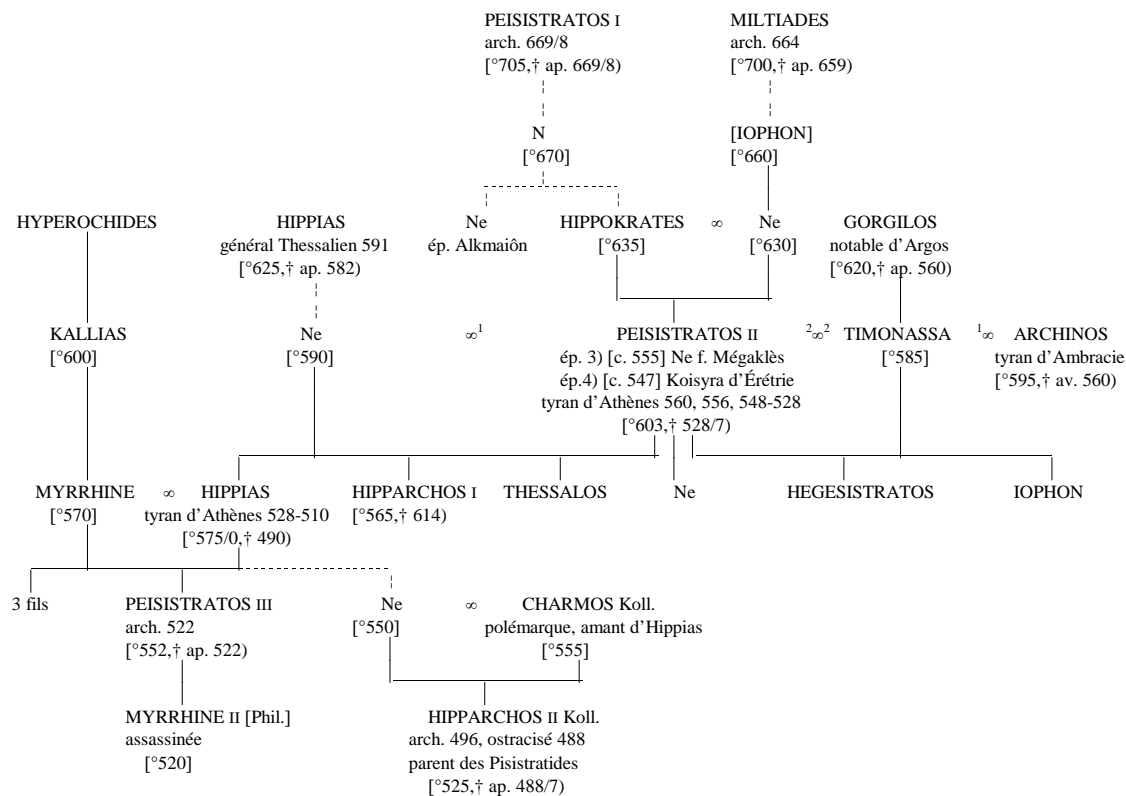 PEISISTRATOS I MILTIADES
arch. 669/8 arch. 664
[°705,† ap. 669/8) [°700,† ap. 659)
N [IOPHON]
[°670] [°660]
HYPEROCHIDES HIPPIAS Ne HIPPOKRATES ∞ Ne GORGILOS
général Thessalien 591 ép. Alkmaiôn [°635] [°630] notable d'Argos
[°625,† ap. 582) [°620,† ap. 560)
KALLIAS Ne ∞¹ PEISISTRATOS II ²∞² TIMONASSA ¹∞ ARCHINOS
[°600] [°590] ép. 3) [c. 555] Ne f. Mégaklès [°585] tyran d'Ambracie
ép.4) [c. 547] Koisyra d'Érétrie [°595,† av. 560)
tyran d'Athènes 560, 556, 548-528
[°603,† 528/7)
MYRRHINE ∞ HIPPIAS HIPPARCHOS I THESSALOS Ne HEGESISTRATOS IOPHON
[°570] tyran d'Athènes 528-510 [°565,† 614)
[°575/0,† 490)
3 fils PEISISTRATOS III Ne ∞ CHARMOS Koll.
arch. 522 [°550] polémarque, amant d'Hippias
[°552,† ap. 522) [°555]
MYRRHINE II [Phil.] HIPPARCHOS II Koll.
assassinée arch. 496, ostracisé 488
[°520] parent des Pisistratides
[°525,† ap. 488/7)